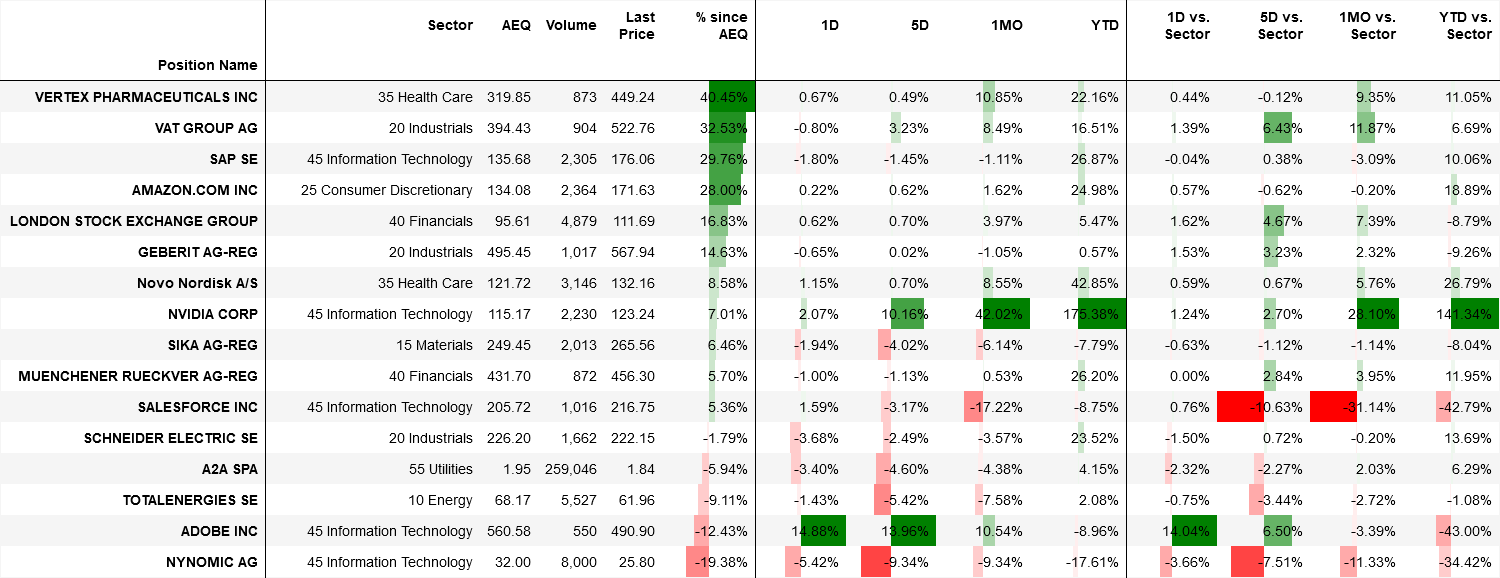 Position Name Sector AEQ Volume Last Price % since AEQ 1D 5D 1MO YTD 1D vs. Sector 5D vs. Sector 1MO vs. Sector YTD vs. Sector
VERTEX PHARMACEUTICALS INC 35 Health Care 319.85 873 449.24 40.45% 0.67% 0.49% 10.85% 22.16% 0.44% -0.12% 9.35% 11.05%
VAT GROUP AG 20 Industrials 394.43 904 522.76 32.53% -0.80% 3.23% 8.49% 16.51% 1.39% 6.43% 11.87% 6.69%
SAP SE 45 Information Technology 135.68 2,305 176.06 29.76% -1.80% -1.45% -1.11% 26.87% -0.04% 0.38% -3.09% 10.06%
AMAZON.COM INC 25 Consumer Discretionary 134.08 2,364 171.63 28.00% 0.22% 0.62% 1.62% 24.98% 0.57% -0.62% -0.20% 18.89%
LONDON STOCK EXCHANGE GROUP 40 Financials 95.61 4,879 111.69 16.83% 0.62% 0.70% 3.97% 5.47% 1.62% 4.67% 7.39% -8.79%
GEBERIT AG-REG 20 Industrials 495.45 1,017 567.94 14.63% -0.65% 0.02% -1.05% 0.57% 1.53% 3.23% 2.32% -9.26%
Novo Nordisk A/S 35 Health Care 121.72 3,146 132.16 8.58% 1.15% 0.70% 8.55% 42.85% 0.59% 0.67% 5.76% 26.79%
NVIDIA CORP 45 Information Technology 115.17 2,230 123.24 7.01% 2.07% 10.16% 42.02% 175.38% 1.24% 2.70% 28.10% 141.34%
SIKA AG-REG 15 Materials 249.45 2,013 265.56 6.46% -1.94% -4.02% -6.14% -7.79% -0.63% -1.12% -1.14% -8.04%
MUENCHENER RUECKVER AG-REG 40 Financials 431.70 872 456.30 5.70% -1.00% -1.13% 0.53% 26.20% 0.00% 2.84% 3.95% 11.95%
SALESFORCE INC 45 Information Technology 205.72 1,016 216.75 5.36% 1.59% -3.17% -17.22% -8.75% 0.76% -10.63% -31.14% -42.79%
SCHNEIDER ELECTRIC SE 20 Industrials 226.20 1,662 222.15 -1.79% -3.68% -2.49% -3.57% 23.52% -1.50% 0.72% -0.20% 13.69%
A2A SPA 55 Utilities 1.95 259,046 1.84 -5.94% -3.40% -4.60% -4.38% 4.15% -2.32% -2.27% 2.03% 6.29%
TOTALENERGIES SE 10 Energy 68.17 5,527 61.96 -9.11% -1.43% -5.42% -7.58% 2.08% -0.75% -3.44% -2.72% -1.08%
ADOBE INC 45 Information Technology 560.58 550 490.90 -12.43% 14.88% 13.96% 10.54% -8.96% 14.04% 6.50% -3.39% -43.00%
NYNOMIC AG 45 Information Technology 32.00 8,000 25.80 -19.38% -5.42% -9.34% -9.34% -17.61% -3.66% -7.51% -11.33% -34.42%